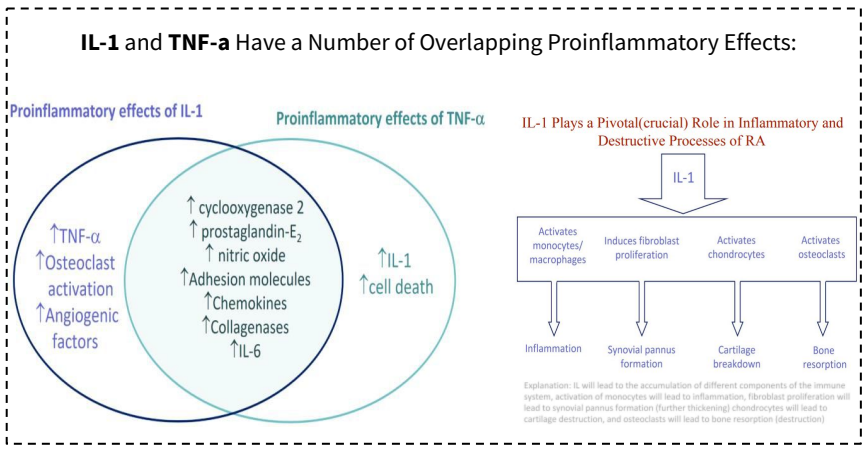 IL-1 and TNF-a Have a Number of Overlapping Proinflammatory Effects:
Proinflammatory effects of IL-1
Proinflammatory effects of TNF-α
↑TNF-α
↑Osteoclast
activation
↑Angiogenic
factors
↑cyclooxygenase 2
↑prostaglandin-E₂
↑nitric oxide
↑Adhesion molecules
↑Chemokines
↑Collagenases
↑IL-6
↑IL-1
↑cell death
IL-1 Plays a Pivotal(crucial) Role in Inflammatory and
Destructive Processes of RA
IL-1
Activates
monocytes/
macrophages
Induces fibroblast
proliferation
Activates
chondrocytes
Activates
osteoclasts
Inflammation
Synovial pannus
formation
Cartilage
breakdown
Bone
resorption
Explanation: IL will lead to the accumulation of different components of the immune
system, activation of monocytes will lead to inflammation, fibroblast proliferation will
lead to synovial pannus formation (further thickening) chondrocytes will lead to
cartilage destruction, and osteoclasts will lead to bone resorption (destruction)